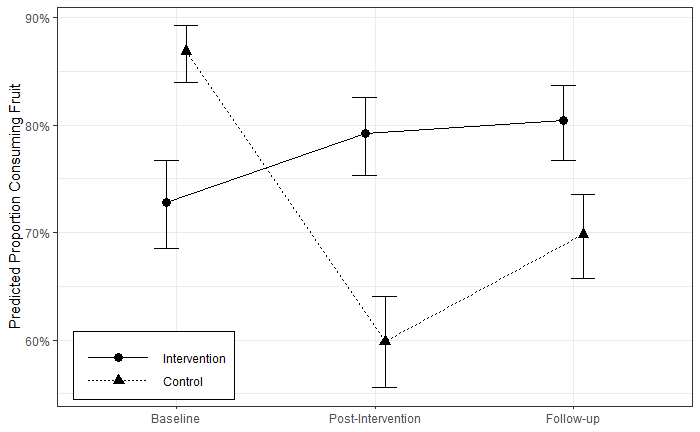 Predicted Proportion Consuming Fruit
90%
80%
70%
60%
Intervention
Control
Baseline
Post-Intervention
Follow-up